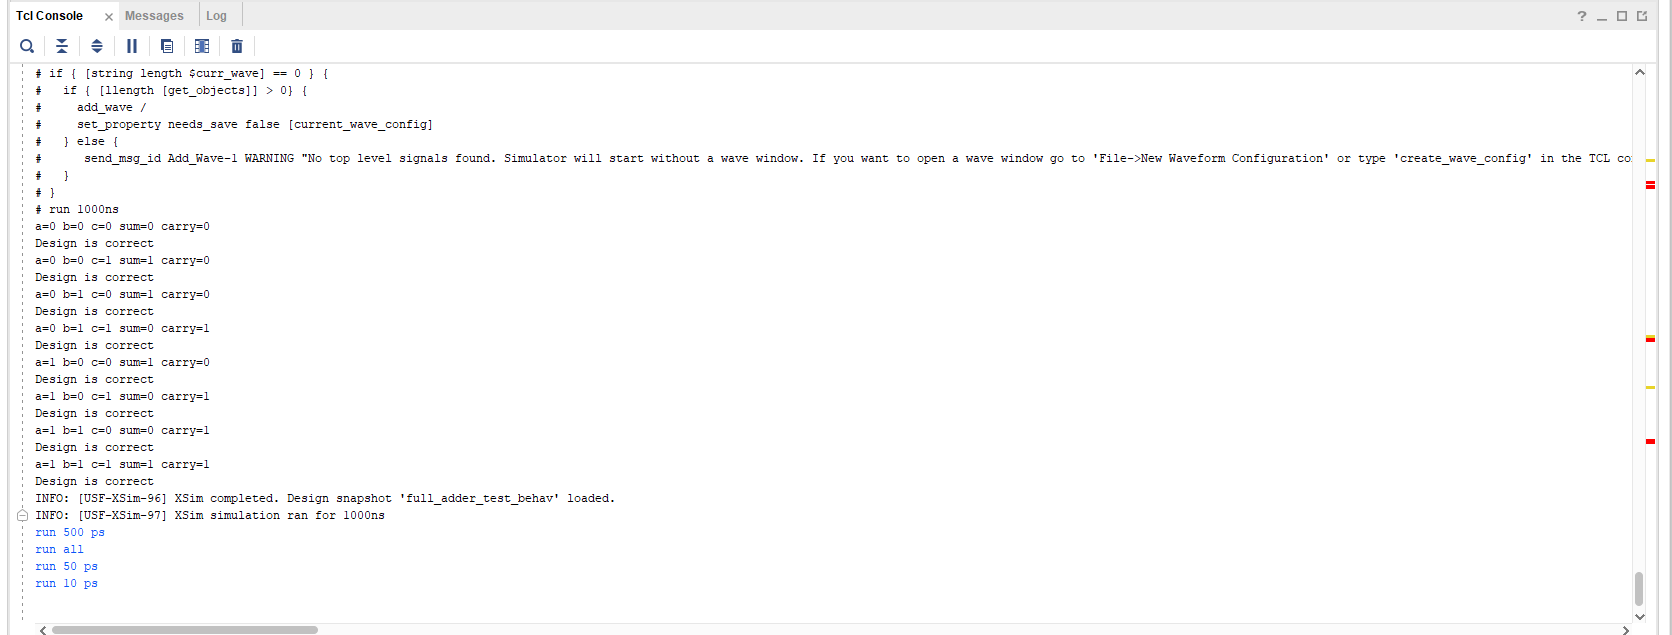 Tcl Console × Messages Log ?
# if { [string length $curr_wave] == 0 } {
#   if { [llength [get_objects]] > 0} {
#     add_wave /
#     set_property needs_save false [current_wave_config]
#   } else {
#      send_msg_id Add_Wave-1 WARNING "No top level signals found. Simulator will start without a wave window. If you want to open a wave window go to 'File->New Waveform Configuration' or type 'create_wave_config' in the TCL co
#   }
# }
# run 1000ns
a=0 b=0 c=0 sum=0 carry=0
Design is correct
a=0 b=0 c=1 sum=1 carry=0
Design is correct
a=0 b=1 c=0 sum=1 carry=0
Design is correct
a=0 b=1 c=1 sum=0 carry=1
Design is correct
a=1 b=0 c=0 sum=1 carry=0
Design is correct
a=1 b=0 c=1 sum=0 carry=1
Design is correct
a=1 b=1 c=0 sum=0 carry=1
Design is correct
a=1 b=1 c=1 sum=1 carry=1
Design is correct
INFO: [USF-XSim-96] XSim completed. Design snapshot 'full_adder_test_behav' loaded.
INFO: [USF-XSim-97] XSim simulation ran for 1000ns
run 500 ps
run all
run 50 ps
run 10 ps